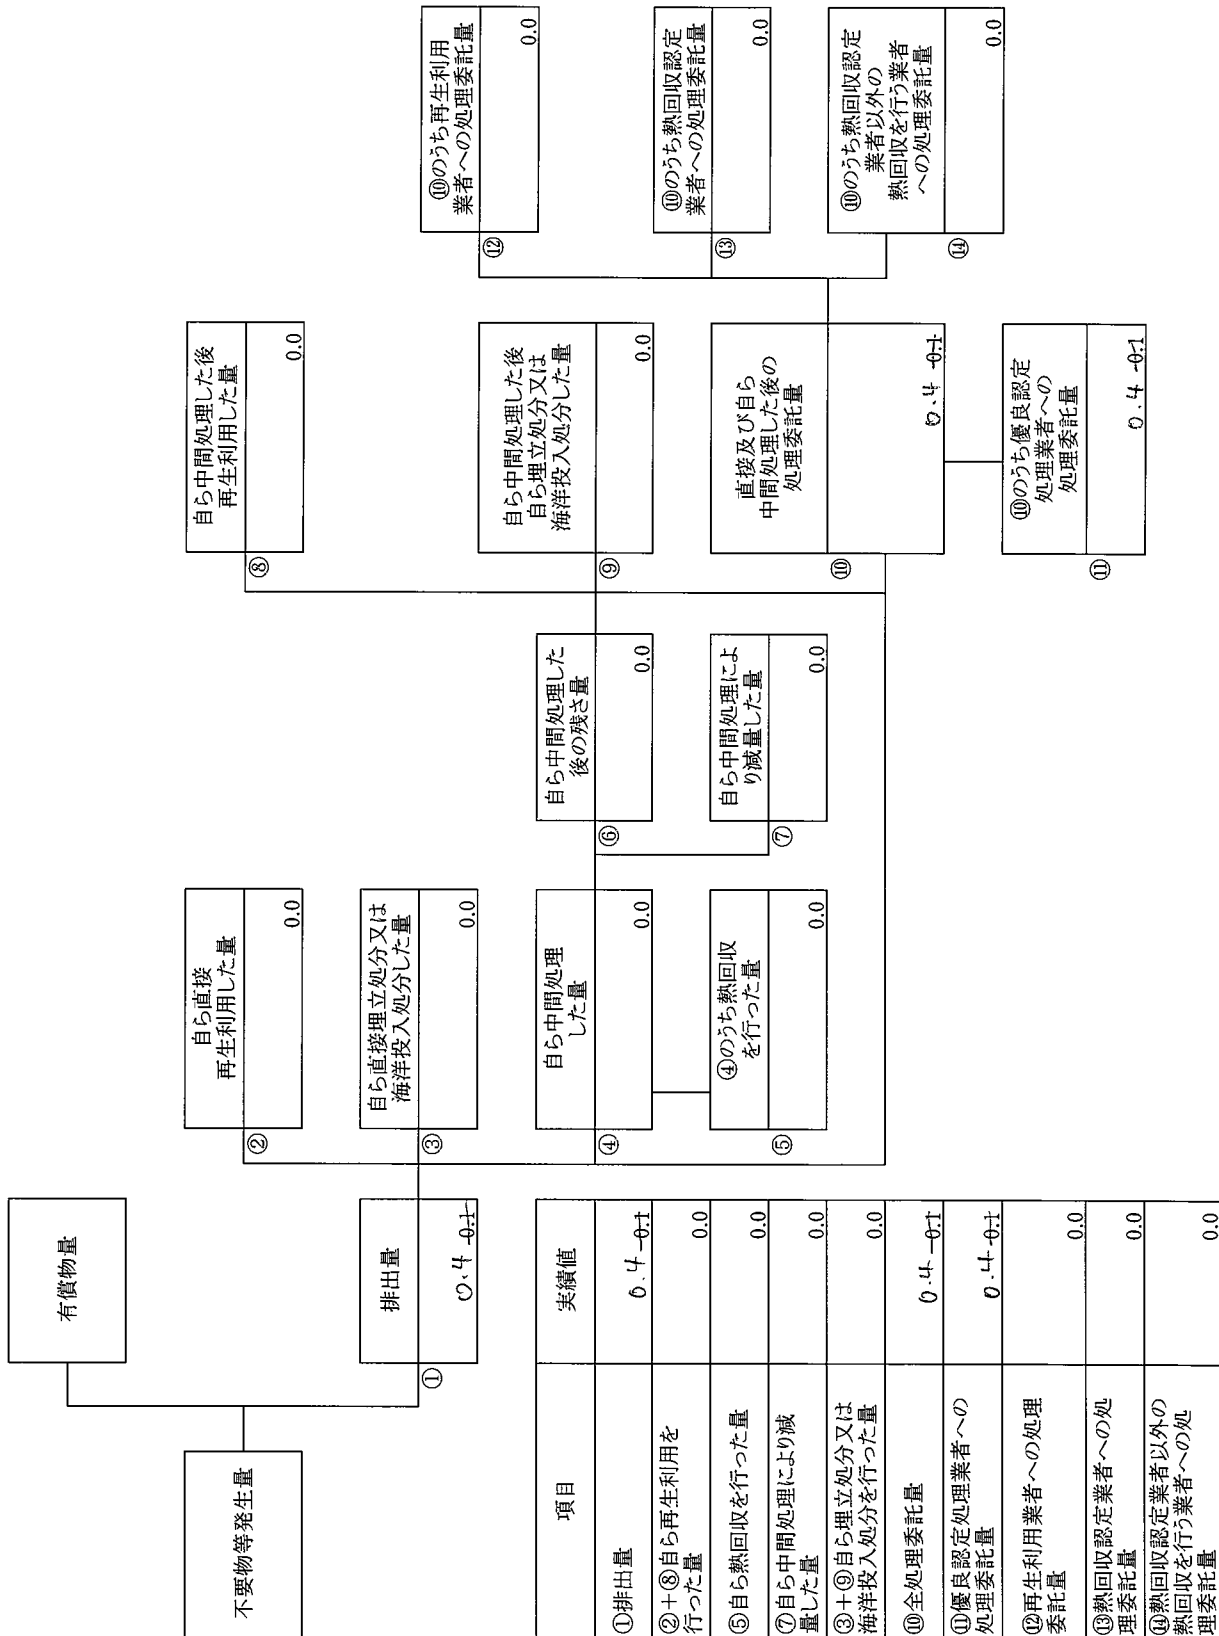 不要物等発生量
有償物量
①
排出量
0.4 0.1
②
自ら直接
再生利用した量
0.0
③
自ら直接埋立処分又は
海洋投入処分した量
0.0
④
自ら中間処理
した量
0.0
⑤
④のうち熱回収
を行った量
0.0
⑥
自ら中間処理した
後の残さ量
0.0
⑦
自ら中間処理によ
り減量した量
0.0
⑧
自ら中間処理した後
再生利用した量
0.0
⑨
自ら中間処理した後
自ら埋立処分又は
海洋投入処分した量
0.0
⑩
直接及び自ら
中間処理した後の
処理委託量
0.4 0.1
⑪
⑩のうち優良認定
処理業者への
処理委託量
0.4 0.1
⑫
⑩のうち再生利用
業者への処理委託量
0.0
⑬
⑩のうち熱回収認定
業者への処理委託量
0.0
⑭
⑩のうち熱回収認定
業者以外の
熱回収を行う業者
への処理委託量
0.0
項目 実績値
①排出量 0.4 0.1
②+⑧自ら再生利用を
行った量 0.0
⑤自ら熱回収を行った量 0.0
⑦自ら中間処理により減
量した量 0.0
③+⑨自ら埋立処分又は
海洋投入処分を行った量 0.0
⑩全処理委託量 0.4 0.1
⑪優良認定処理業者への
処理委託量 0.4 0.1
⑫再生利用業者への処理
委託量 0.0
⑬熱回収認定業者への処
理委託量 0.0
⑭熱回収認定業者以外の
熱回収を行う業者への処
理委託量 0.0